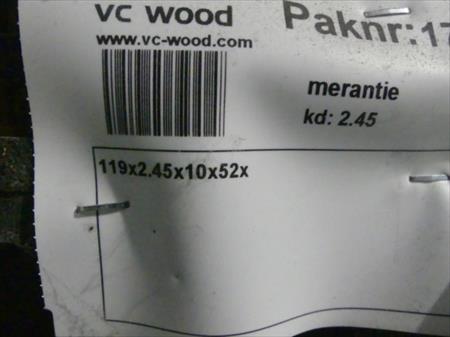 VC WOOD
Paknr:17
www.vc-wood.com
merantie
kd: 2.45
119x2.45x10x52x